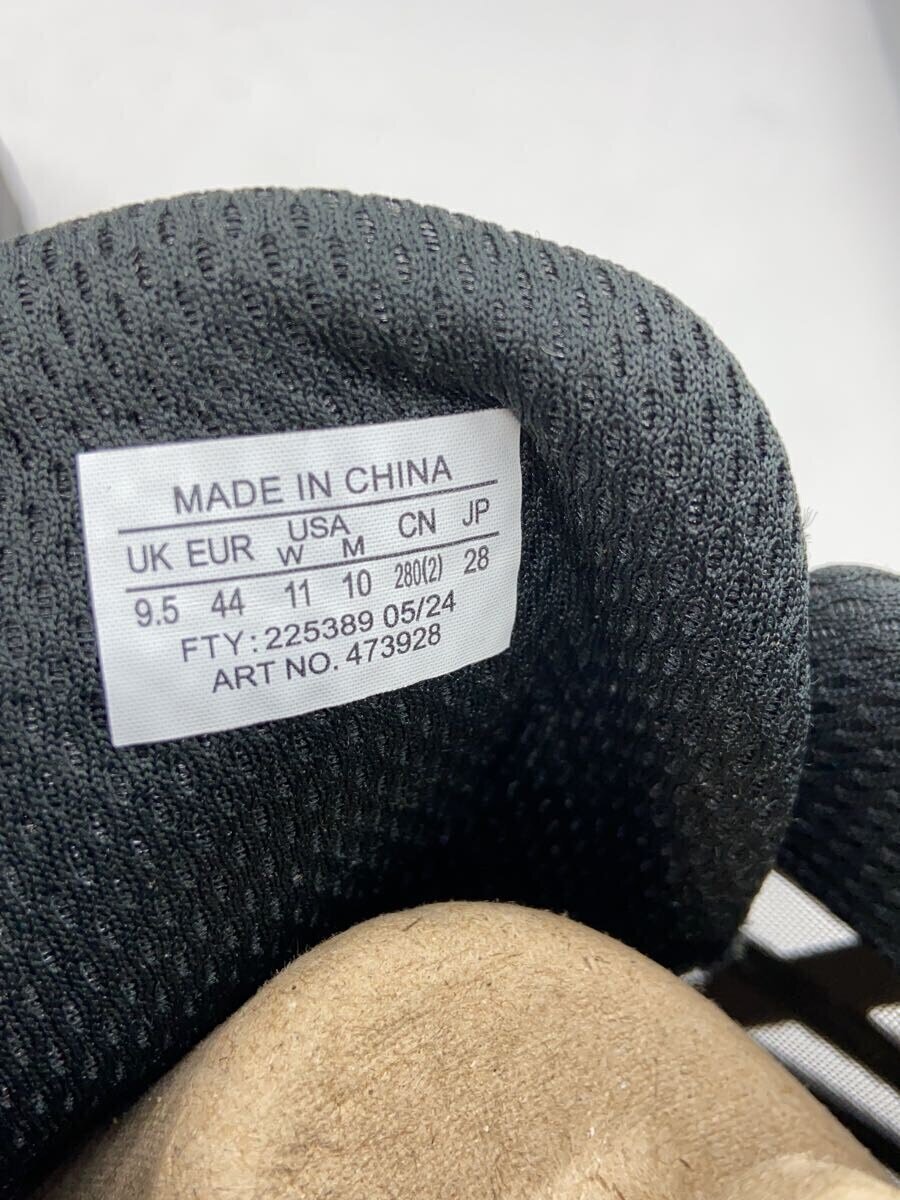 MADE IN CHINA
UK EUR USA CN JP
W M
9.5 44 11 10 280(2) 28
FTY: 225389 05/24
ART NO. 473928